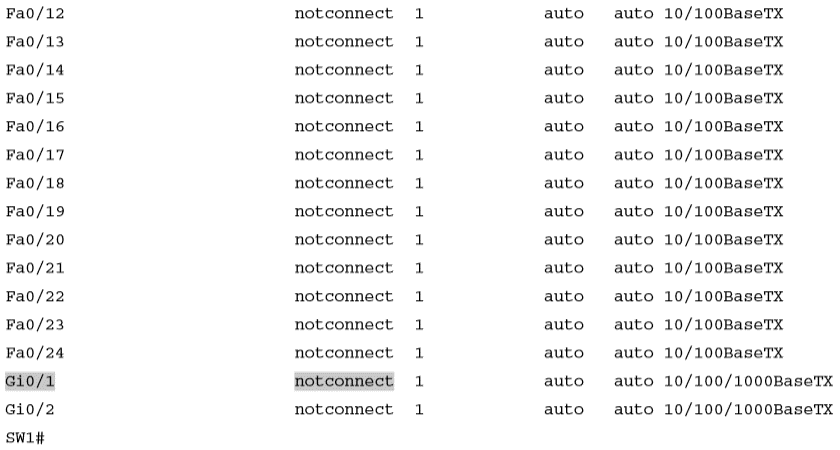 Fa0/12 notconnect 1 auto auto 10/100BaseTX
Fa0/13 notconnect 1 auto auto 10/100BaseTX
Fa0/14 notconnect 1 auto auto 10/100BaseTX
Fa0/15 notconnect 1 auto auto 10/100BaseTX
Fa0/16 notconnect 1 auto auto 10/100BaseTX
Fa0/17 notconnect 1 auto auto 10/100BaseTX
Fa0/18 notconnect 1 auto auto 10/100BaseTX
Fa0/19 notconnect 1 auto auto 10/100BaseTX
Fa0/20 notconnect 1 auto auto 10/100BaseTX
Fa0/21 notconnect 1 auto auto 10/100BaseTX
Fa0/22 notconnect 1 auto auto 10/100BaseTX
Fa0/23 notconnect 1 auto auto 10/100BaseTX
Fa0/24 notconnect 1 auto auto 10/100BaseTX
Gi0/1 notconnect 1 auto auto 10/100/1000BaseTX
Gi0/2 notconnect 1 auto auto 10/100/1000BaseTX
SW1#